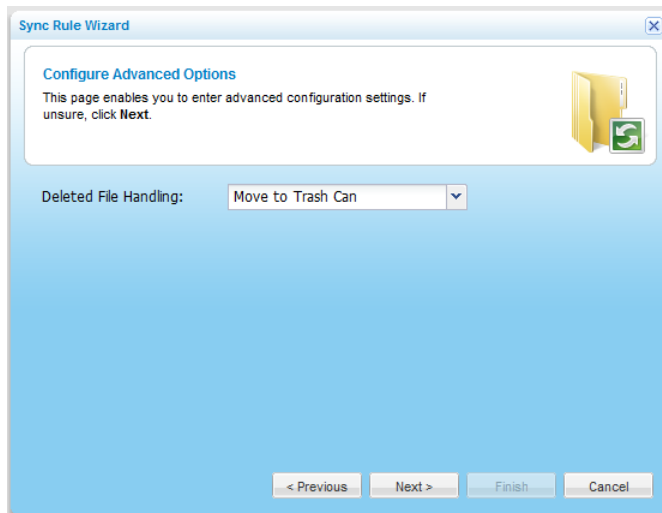 Sync Rule Wizard
Configure Advanced Options
This page enables you to enter advanced configuration settings. If
unsure, click Next.
Deleted File Handling: Move to Trash Can
< Previous Next > Finish Cancel